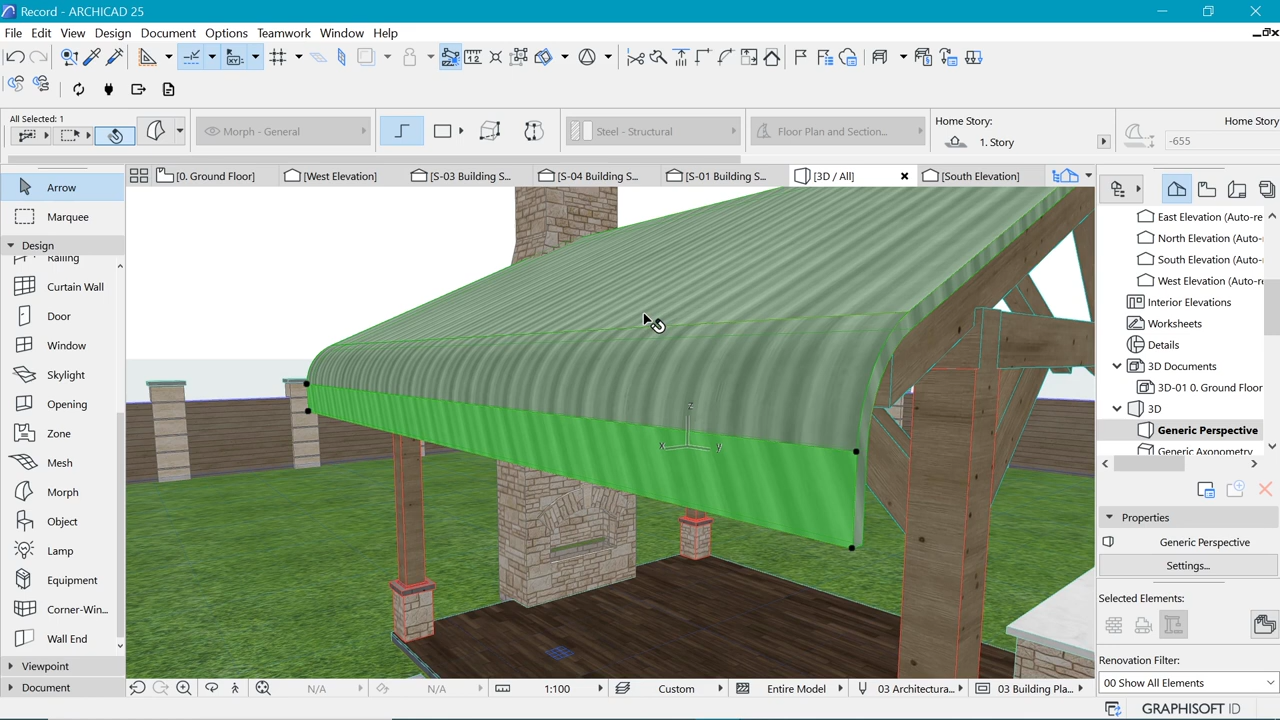 Record - ARCHICAD 25
File Edit View Design Document Options Teamwork Window Help
All Selected: 1
Morph - General
Steel - Structural
Floor Plan and Section...
Home Story:
1. Story
Home Story
-655
[0. Ground Floor]
[West Elevation]
[S-03 Building S...
[S-04 Building S...
[S-01 Building S...
[3D / All]
[South Elevation]
Arrow
Marquee
Design
Railing
Curtain Wall
Door
Window
Skylight
Opening
Zone
Mesh
Morph
Object
Lamp
Equipment
Corner-Win...
Wall End
Viewpoint
Document
z
x
y
East Elevation (Auto-re
North Elevation (Auto-
South Elevation (Auto-
West Elevation (Auto-re
Interior Elevations
Worksheets
Details
3D Documents
3D-01 0. Ground Floor
3D
Generic Perspective
Generic Axonometry
Properties
Generic Perspective
Settings...
Selected Elements:
Renovation Filter:
00 Show All Elements
N/A
N/A
1:100
Custom
Entire Model
03 Architectura...
03 Building Pla...
GRAPHISOFT ID